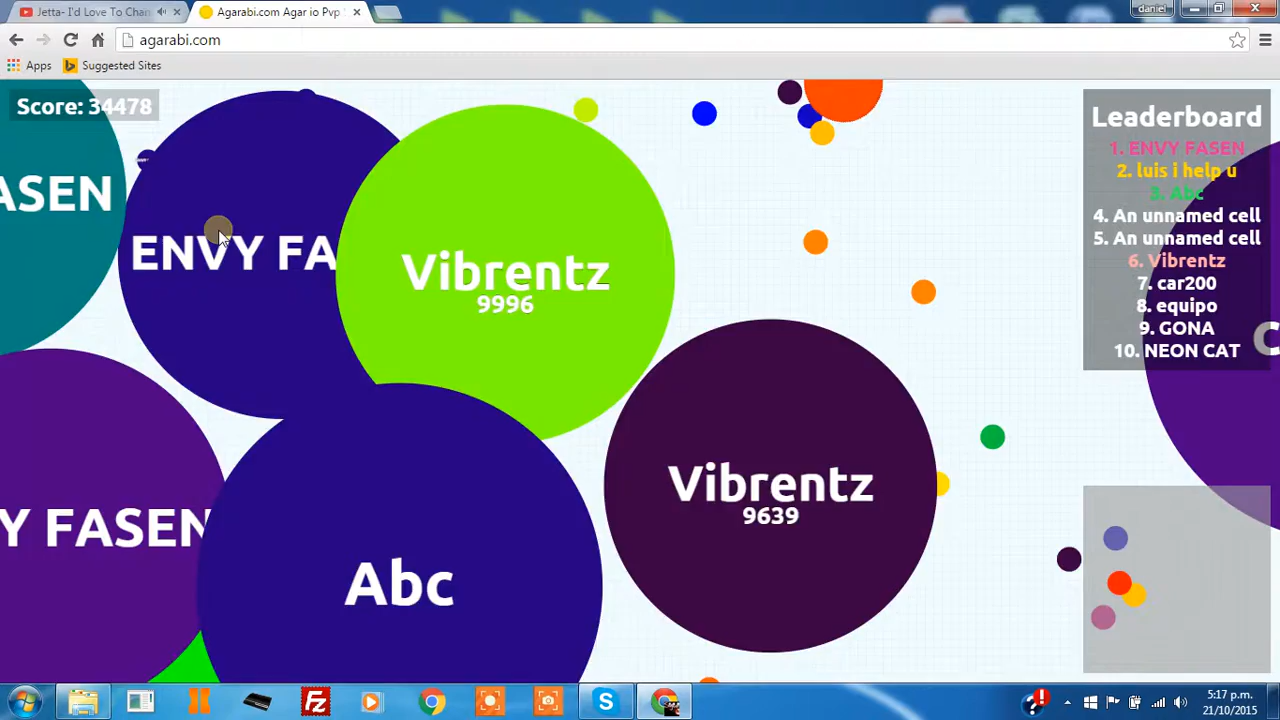 Jetta- I'd Love To Chan
Agarabi.com Agar io Pvp
daniel
agarabi.com
Apps
Suggested Sites
Score: 34478
ASEN
ENVY FA
Vibrentz
9996
Vibrentz
9639
Y FASEN
Abc
Leaderboard
1. ENVY FASEN
2. luis i help u
3. Abc
4. An unnamed cell
5. An unnamed cell
6. Vibrentz
7. car200
8. equipo
9. GONA
10. NEON CAT
C
5:17 p.m.
21/10/2015